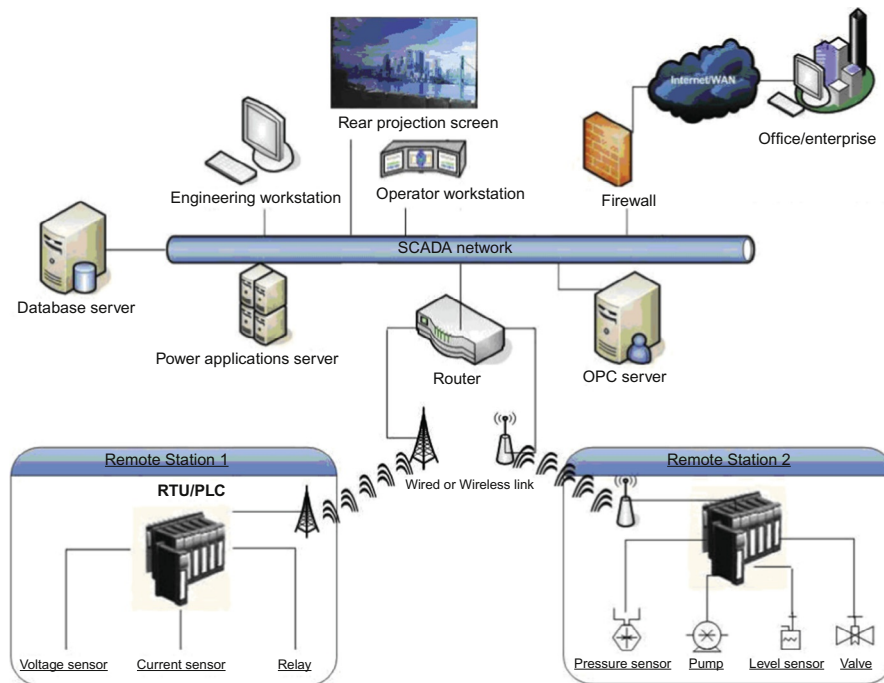 Internet/WAN
Rear projection screen
Office/enterprise
Engineering workstation
Operator workstation
Firewall
SCADA network
Database server
Power applications server
Router
OPC server
Remote Station 1
Remote Station 2
Wired or Wireless link
RTU/PLC
Voltage sensor
Current sensor
Relay
Pressure sensor
Pump
Level sensor
Valve